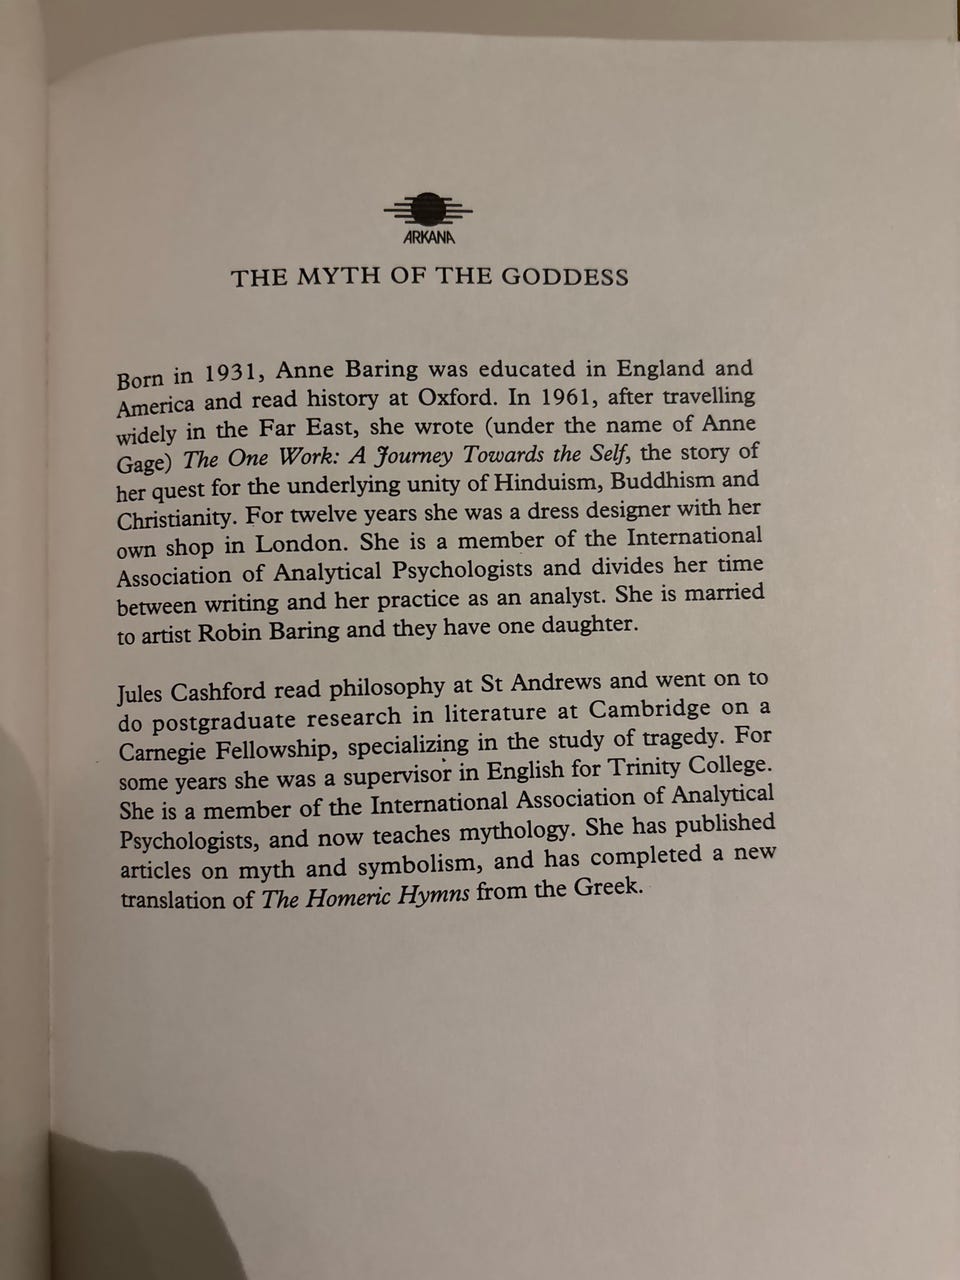 ARKANA
THE MYTH OF THE GODDESS
Born in 1931, Anne Baring was educated in England and
America and read history at Oxford. In 1961, after travelling
widely in the Far East, she wrote (under the name of Anne
Gage) The One Work: A Journey Towards the Self, the story of
her quest for the underlying unity of Hinduism, Buddhism and
Christianity. For twelve years she was a dress designer with her
own shop in London. She is a member of the International
Association of Analytical Psychologists and divides her time
between writing and her practice as an analyst. She is married
to artist Robin Baring and they have one daughter.
Jules Cashford read philosophy at St Andrews and went on to
do postgraduate research in literature at Cambridge on a
Carnegie Fellowship, specializing in the study of tragedy. For
some years she was a supervisor in English for Trinity College.
She is a member of the International Association of Analytical
Psychologists, and now teaches mythology. She has published
articles on myth and symbolism, and has completed a new
translation of The Homeric Hymns from the Greek.